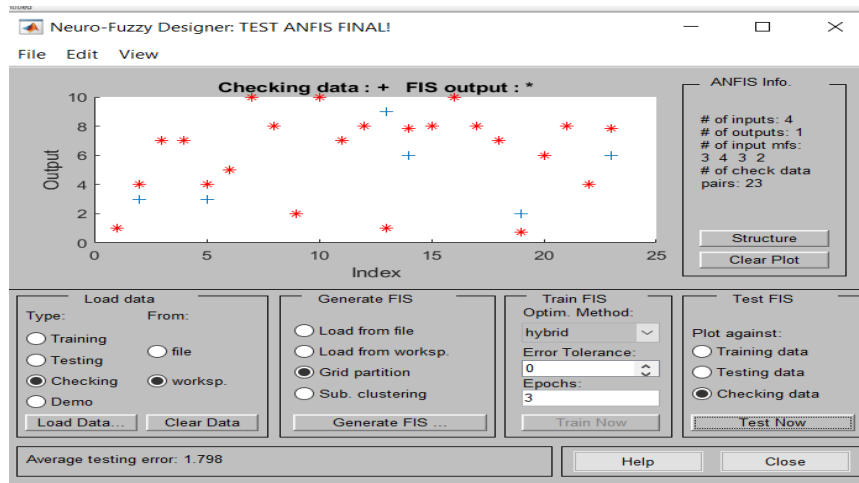 Neuro-Fuzzy Designer: TEST ANFIS FINAL!
File Edit View
Checking data : + FIS output : *
10
8
6
4
2
0
Output
0 5 10 15 20 25
Index
ANFIS Info.
# of inputs: 4
# of outputs: 1
# of input mfs:
3 4 3 2
# of check data
pairs: 23
Structure
Clear Plot
Load data
Type: From:
Training
Testing
Checking
Demo
file
worksp.
Load Data... Clear Data
Generate FIS
Load from file
Load from worksp.
Grid partition
Sub. clustering
Generate FIS ...
Train FIS
Optim. Method:
hybrid
Error Tolerance:
0
Epochs:
3
Train Now
Test FIS
Plot against:
Training data
Testing data
Checking data
Test Now
Average testing error: 1.798
Help Close